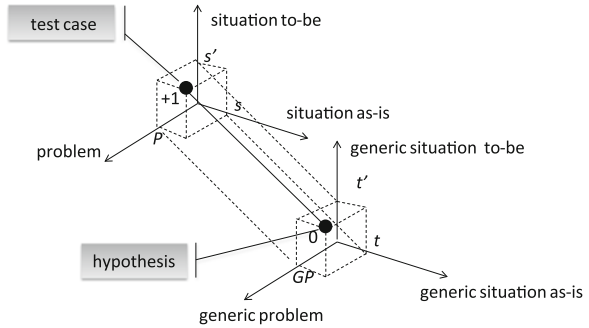 test case
situation to-be
s’
+1
s
situation as-is
P
problem
generic situation to-be
t’
0
t
hypothesis
GP
generic situation as-is
generic problem